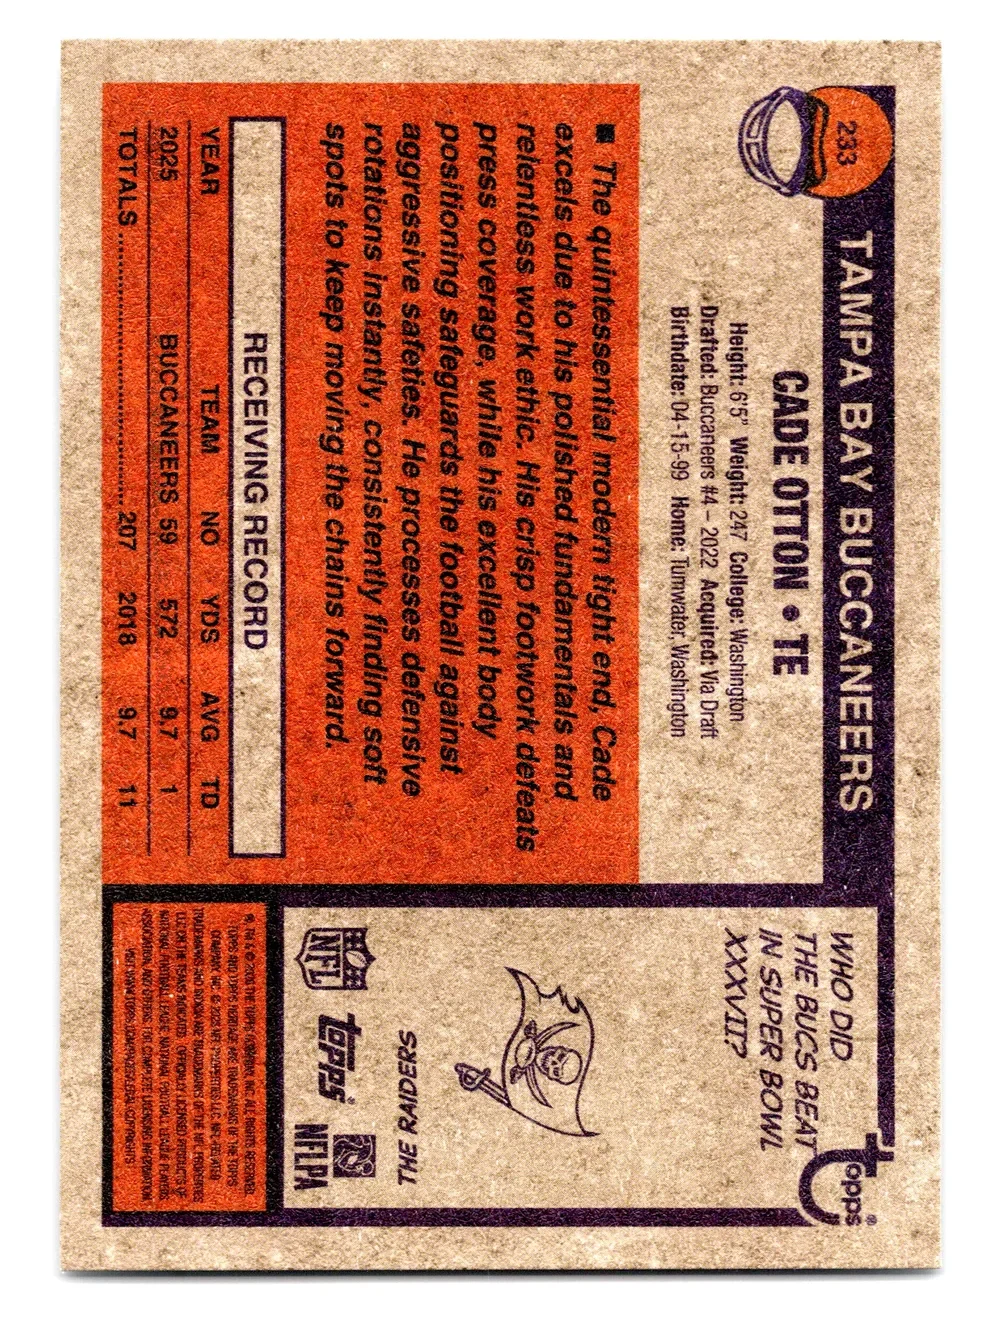 233
TAMPA BAY BUCCANEERS
CADE OTTON • TE
Height: 6'5" Weight: 247 College: Washington
Drafted: Buccaneers #4 – 2022 Acquired: Via Draft
Birthdate: 04-15-99 Home: Tumwater, Washington
■ The quintessential modern tight end, Cade
excels due to his polished fundamentals and
relentless work ethic. His crisp footwork defeats
press coverage, while his excellent body
positioning safeguards the football against
aggressive safeties. He processes defensive
rotations instantly, consistently finding soft
spots to keep moving the chains forward.
RECEIVING RECORD
YEAR TEAM NO YDS AVG TD
2025 BUCCANEERS 59 572 9.7 1
TOTALS .......................... 207 2018 9.7 11
topps®
WHO DID
THE BUCS BEAT
IN SUPER BOWL
XXXVII?
THE RAIDERS
NFL
topps®
NFLPA